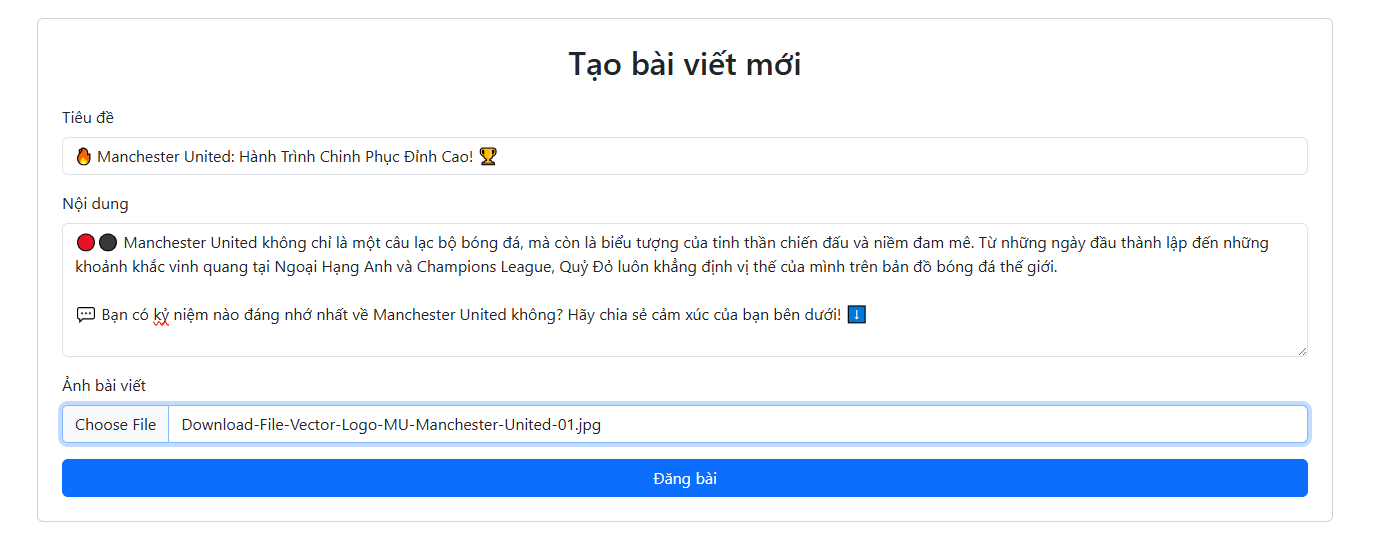 Tạo bài viết mới
Tiêu đề
🔥 Manchester United: Hành Trình Chinh Phục Đỉnh Cao! 🏆
Nội dung
🔴⚫ Manchester United không chỉ là một câu lạc bộ bóng đá, mà còn là biểu tượng của tinh thần chiến đấu và niềm đam mê. Từ những ngày đầu thành lập đến những
khoảnh khắc vinh quang tại Ngoại Hạng Anh và Champions League, Quỷ Đỏ luôn khẳng định vị thế của mình trên bản đồ bóng đá thế giới.
💬 Bạn có kỷ niệm nào đáng nhớ nhất về Manchester United không? Hãy chia sẻ cảm xúc của bạn bên dưới! ⬇️
Ảnh bài viết
Choose File Download-File-Vector-Logo-MU-Manchester-United-01.jpg
Đăng bài